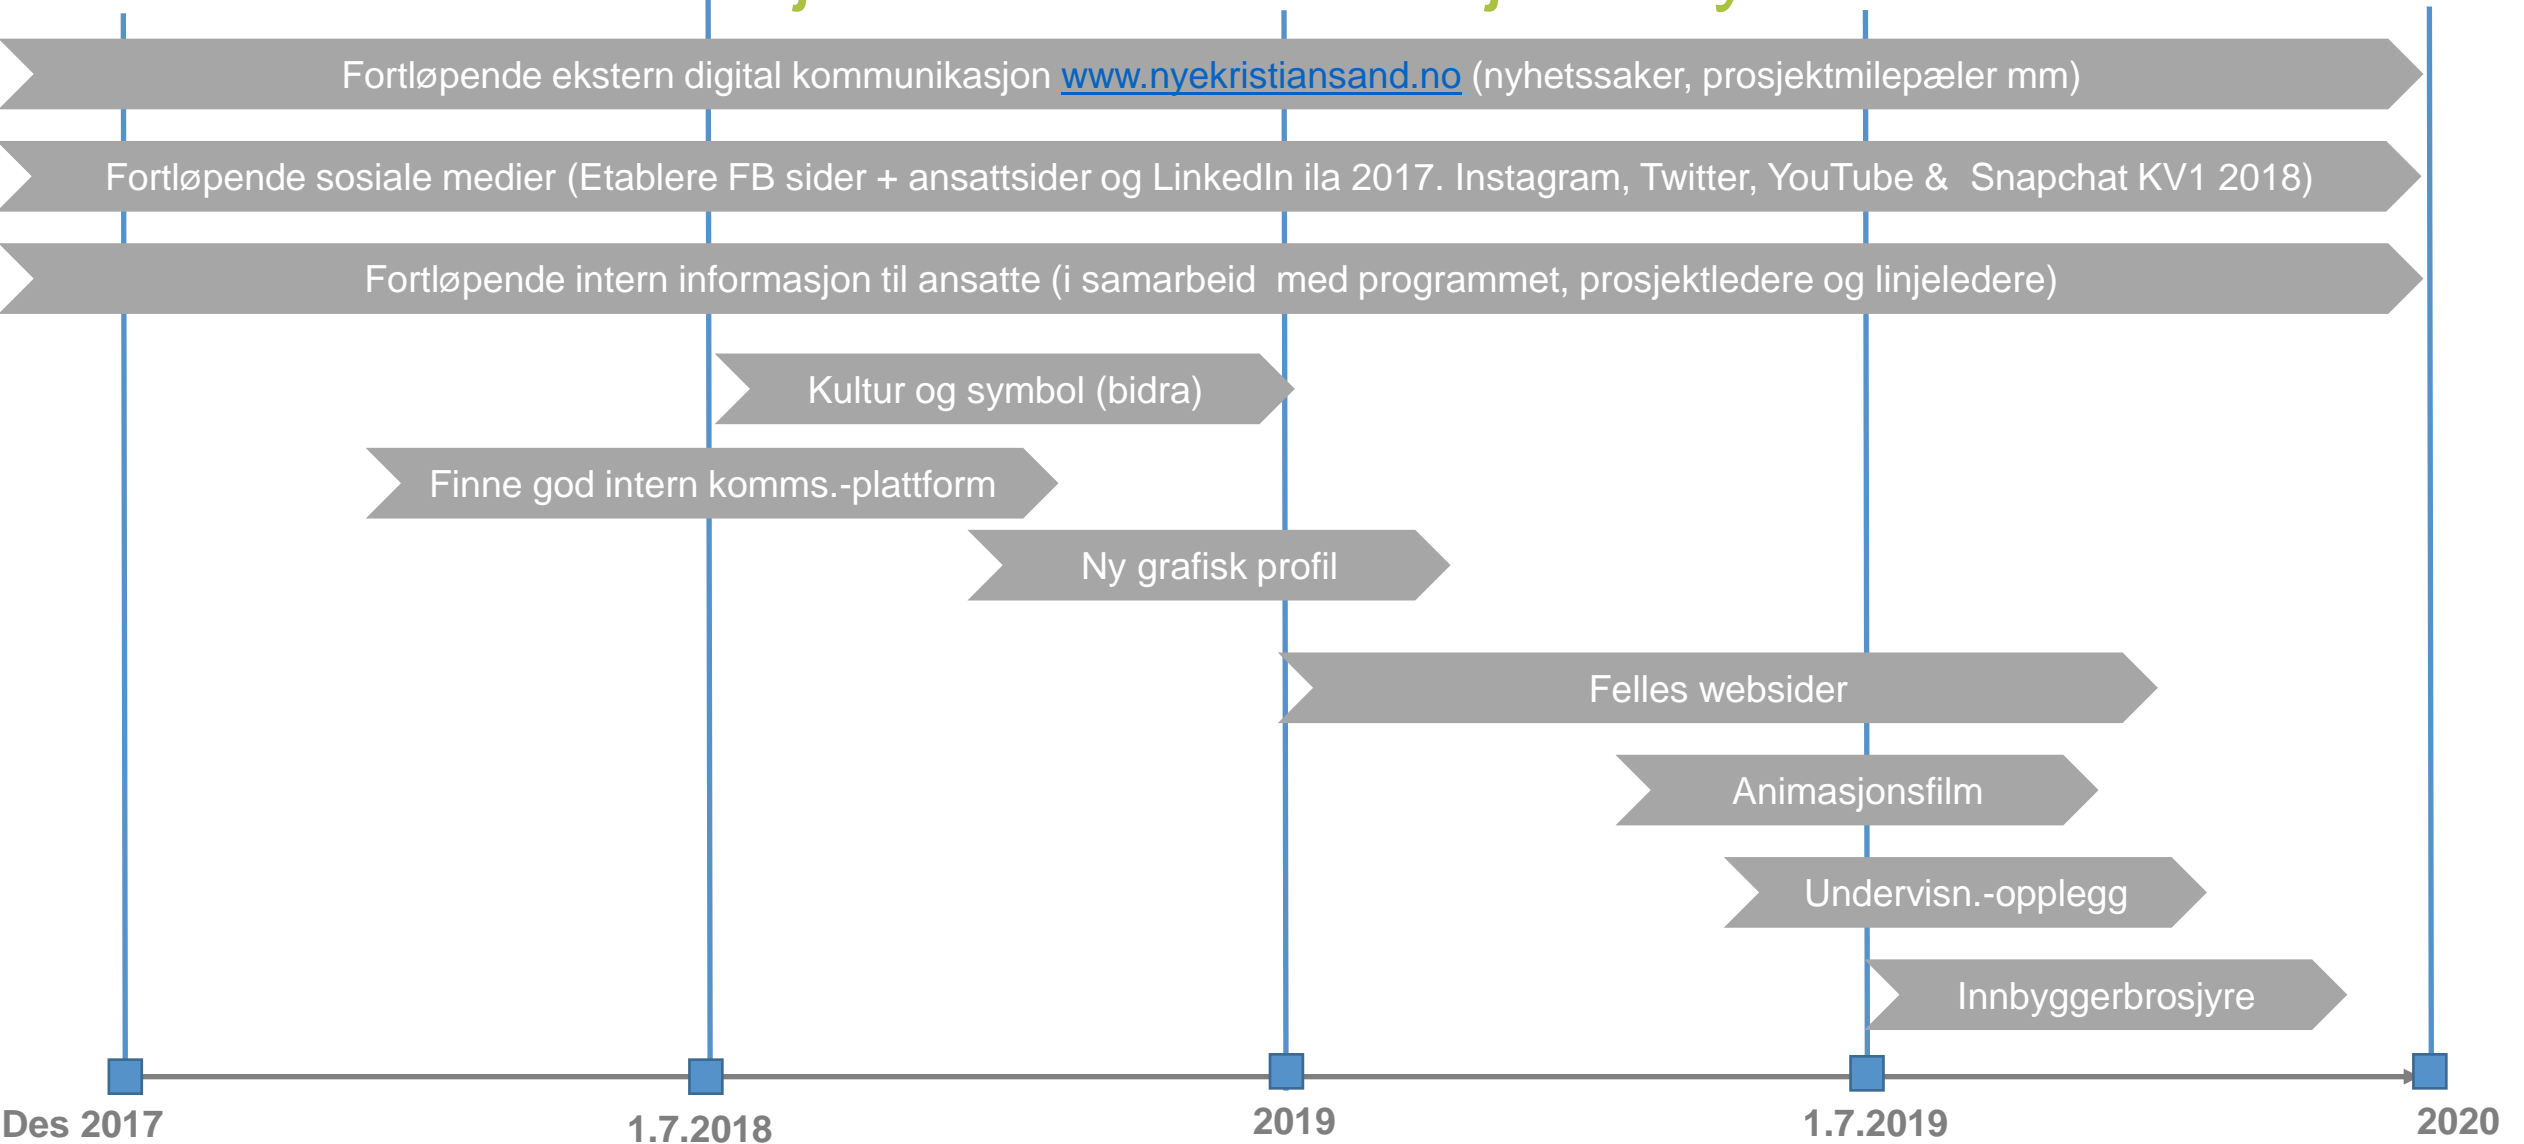 Fortløpende ekstern digital kommunikasjon www.nyekristiansand.no (nyhetssaker, prosjektmilepæler mm)
Fortløpende sosiale medier (Etablere FB sider + ansattsider og LinkedIn ila 2017. Instagram, Twitter, YouTube & Snapchat KV1 2018)
Fortløpende intern informasjon til ansatte (i samarbeid med programmet, prosjektledere og linjeledere)
Kultur og symbol (bidra)
Finne god intern komms.-plattform
Ny grafisk profil
Felles websider
Animasjonsfilm
Undervisn.-opplegg
Innbyggerbrosjyre
Des 2017
1.7.2018
2019
1.7.2019
2020